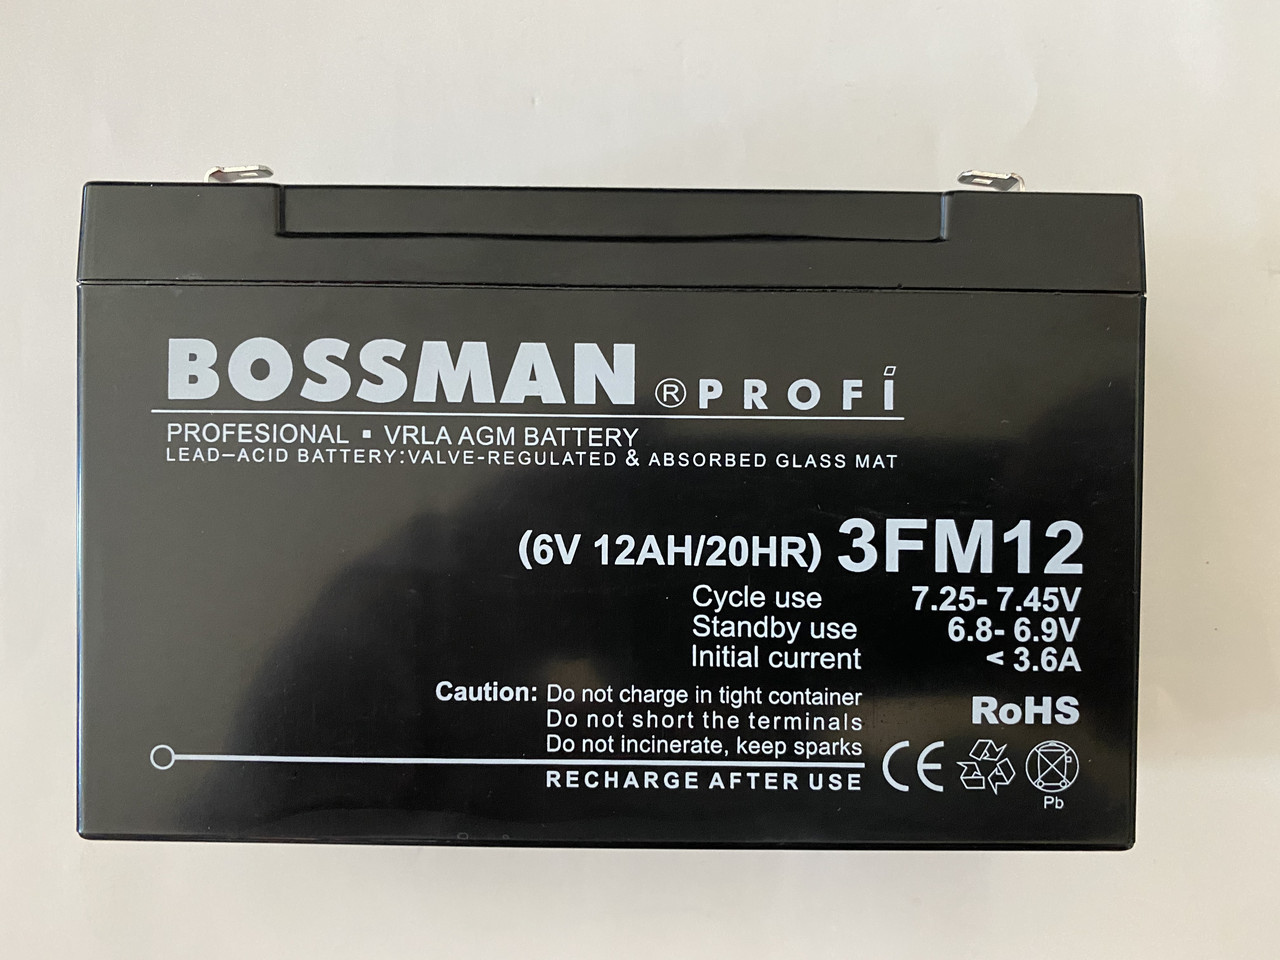 BOSSMAN ® PROFi
PROFESIONAL ▪ VRLA AGM BATTERY
LEAD-ACID BATTERY:VALVE-REGULATED & ABSORBED GLASS MAT
(6V 12AH/20HR) 3FM12
Cycle use 7.25- 7.45V
Standby use 6.8- 6.9V
Initial current < 3.6A
Caution: Do not charge in tight container
Do not short the terminals
Do not incinerate, keep sparks
RECHARGE AFTER USE
RoHS
CE
Pb